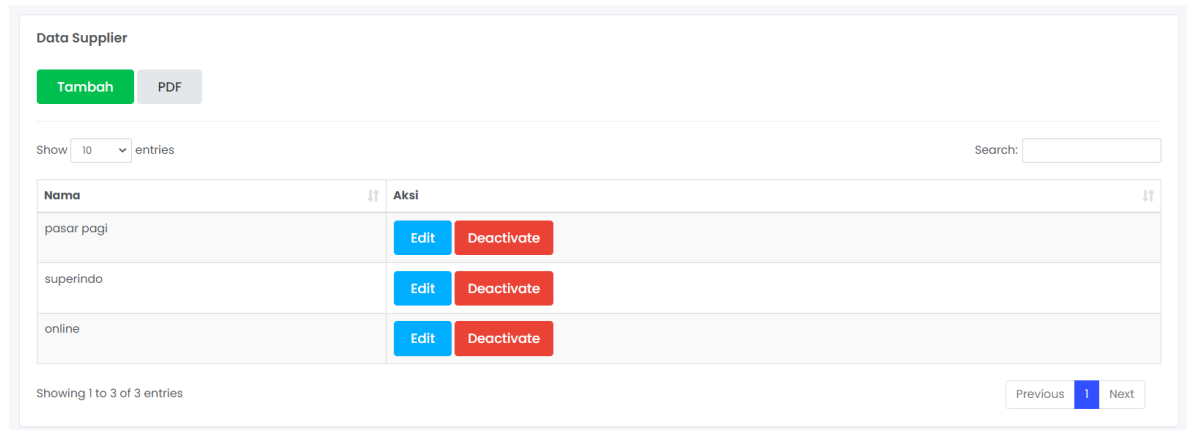 Data Supplier
Tambah PDF
Show 10 entries Search:
Nama Aksi
pasar pagi Edit Deactivate
superindo Edit Deactivate
online Edit Deactivate
Showing 1 to 3 of 3 entries Previous 1 Next